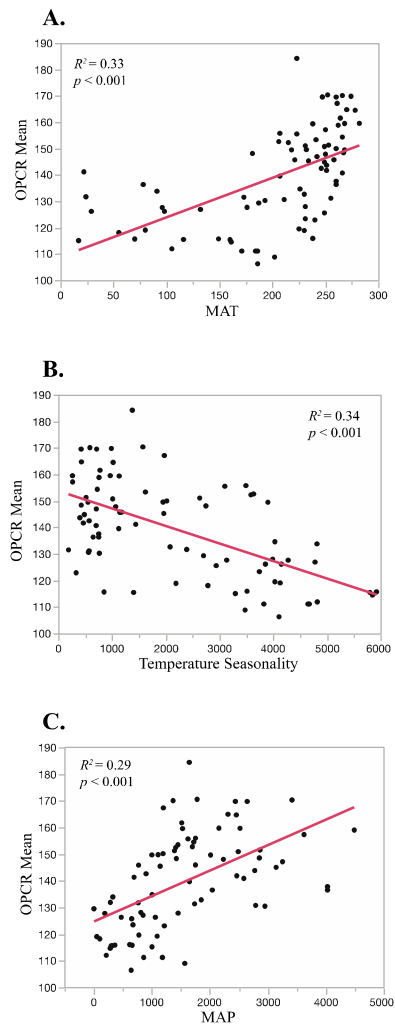 A.
190
180
170
160
150
140
130
120
110
100
OPCR Mean
R² = 0.33
p < 0.001
0 50 100 150 200 250 300
MAT
B.
190
180
170
160
150
140
130
120
110
100
OPCR Mean
R² = 0.34
p < 0.001
0 1000 2000 3000 4000 5000 6000
Temperature Seasonality
C.
190
180
170
160
150
140
130
120
110
100
OPCR Mean
R² = 0.29
p < 0.001
0 1000 2000 3000 4000 5000
MAP